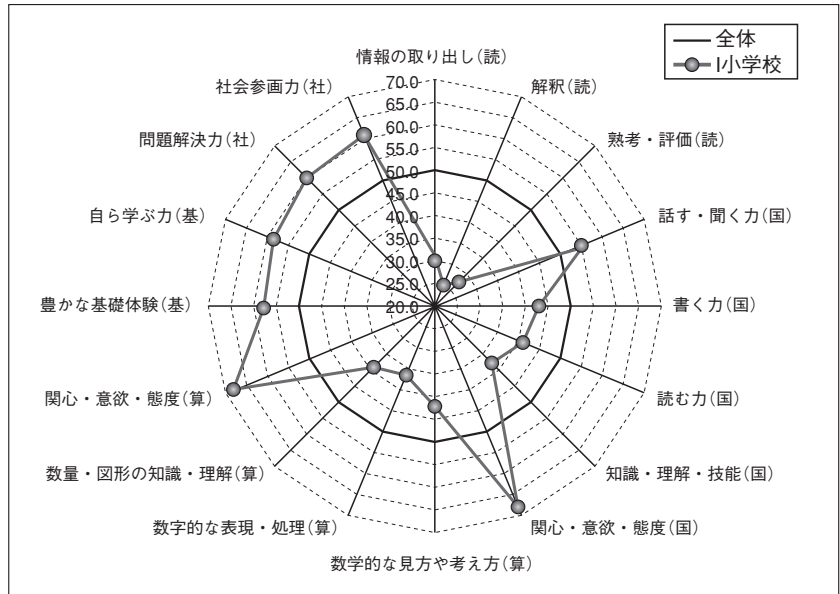 全体
I小学校
情報の取り出し(読)
解釈(読)
熟考・評価(読)
話す・聞く力(国)
書く力(国)
読む力(国)
知識・理解・技能(国)
関心・意欲・態度(国)
数学的な見方や考え方(算)
数字的な表現・処理(算)
数量・図形の知識・理解(算)
関心・意欲・態度(算)
豊かな基礎体験(基)
自ら学ぶ力(基)
問題解決力(社)
社会参画力(社)
70.0
65.0
60.0
55.0
50.0
45.0
40.0
35.0
30.0
25.0
20.0